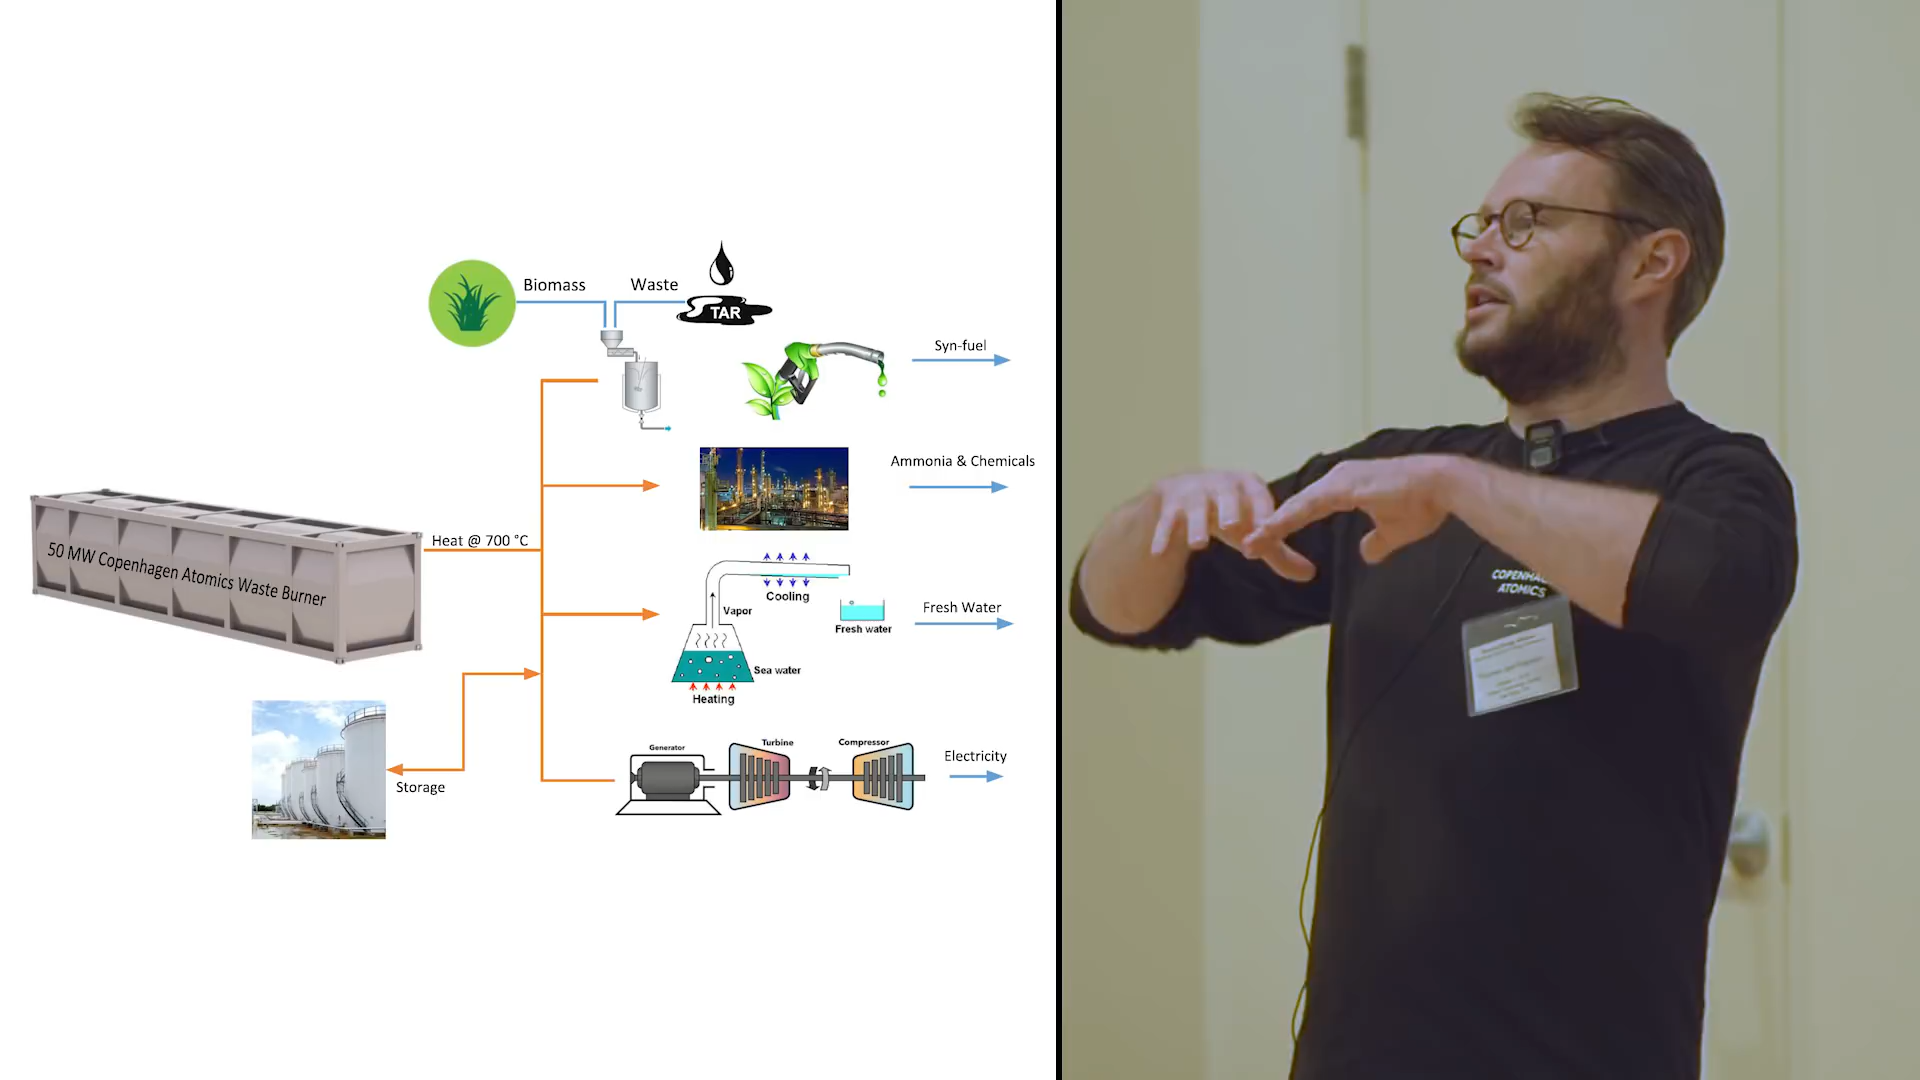 Biomass
Waste
TAR
Syn-fuel
Ammonia & Chemicals
50 MW Copenhagen Atomics Waste Burner
Heat @ 700 °C
Cooling
Vapor
Fresh water
Sea water
Heating
Fresh Water
Storage
Generator
Turbine
Compressor
Electricity
ATOMICS